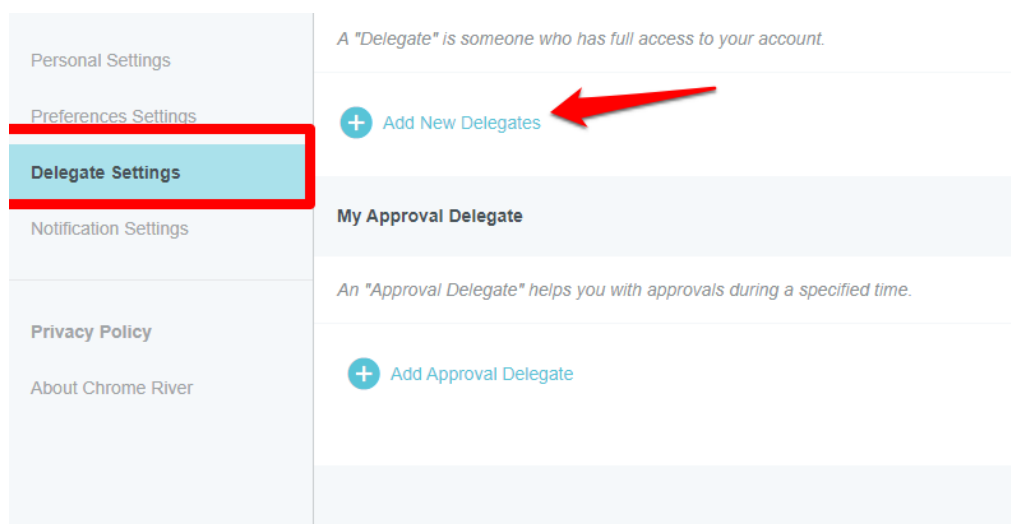 Personal Settings
Preferences Settings
Delegate Settings
Notification Settings
Privacy Policy
About Chrome River
A "Delegate" is someone who has full access to your account.
Add New Delegates
My Approval Delegate
An "Approval Delegate" helps you with approvals during a specified time.
Add Approval Delegate